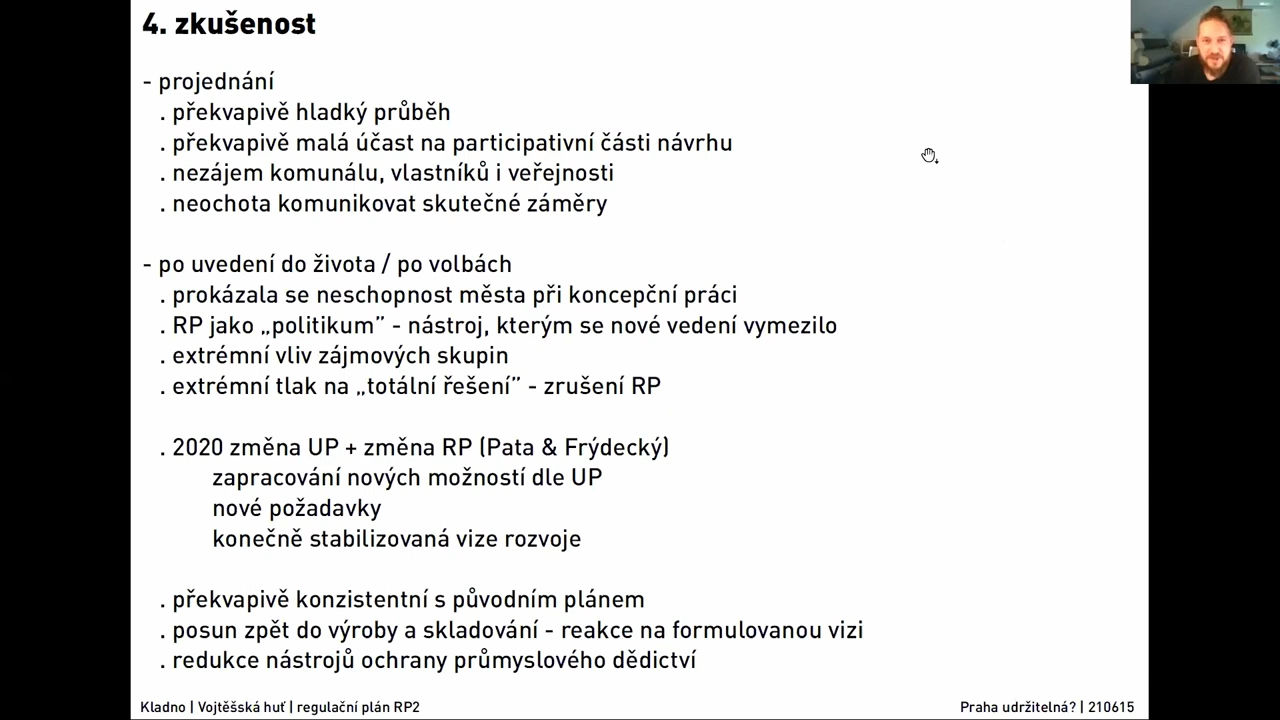 4. zkušenost
- projednání
. překvapivě hladký průběh
. překvapivě malá účast na participativní části návrhu
. nezájem komunálu, vlastníků i veřejnosti
. neochota komunikovat skutečné záměry
- po uvedení do života / po volbách
. prokázala se neschopnost města při koncepční práci
. RP jako „politikum” - nástroj, kterým se nové vedení vymezilo
. extrémní vliv zájmových skupin
. extrémní tlak na „totální řešení” - zrušení RP
. 2020 změna UP + změna RP (Pata & Frýdecký)
zapracování nových možností dle UP
nové požadavky
konečně stabilizovaná vize rozvoje
. překvapivě konzistentní s původním plánem
. posun zpět do výroby a skladování - reakce na formulovanou vizi
. redukce nástrojů ochrany průmyslového dědictví
Kladno | Vojtěšská huť | regulační plán RP2
Praha udržitelná? | 210615